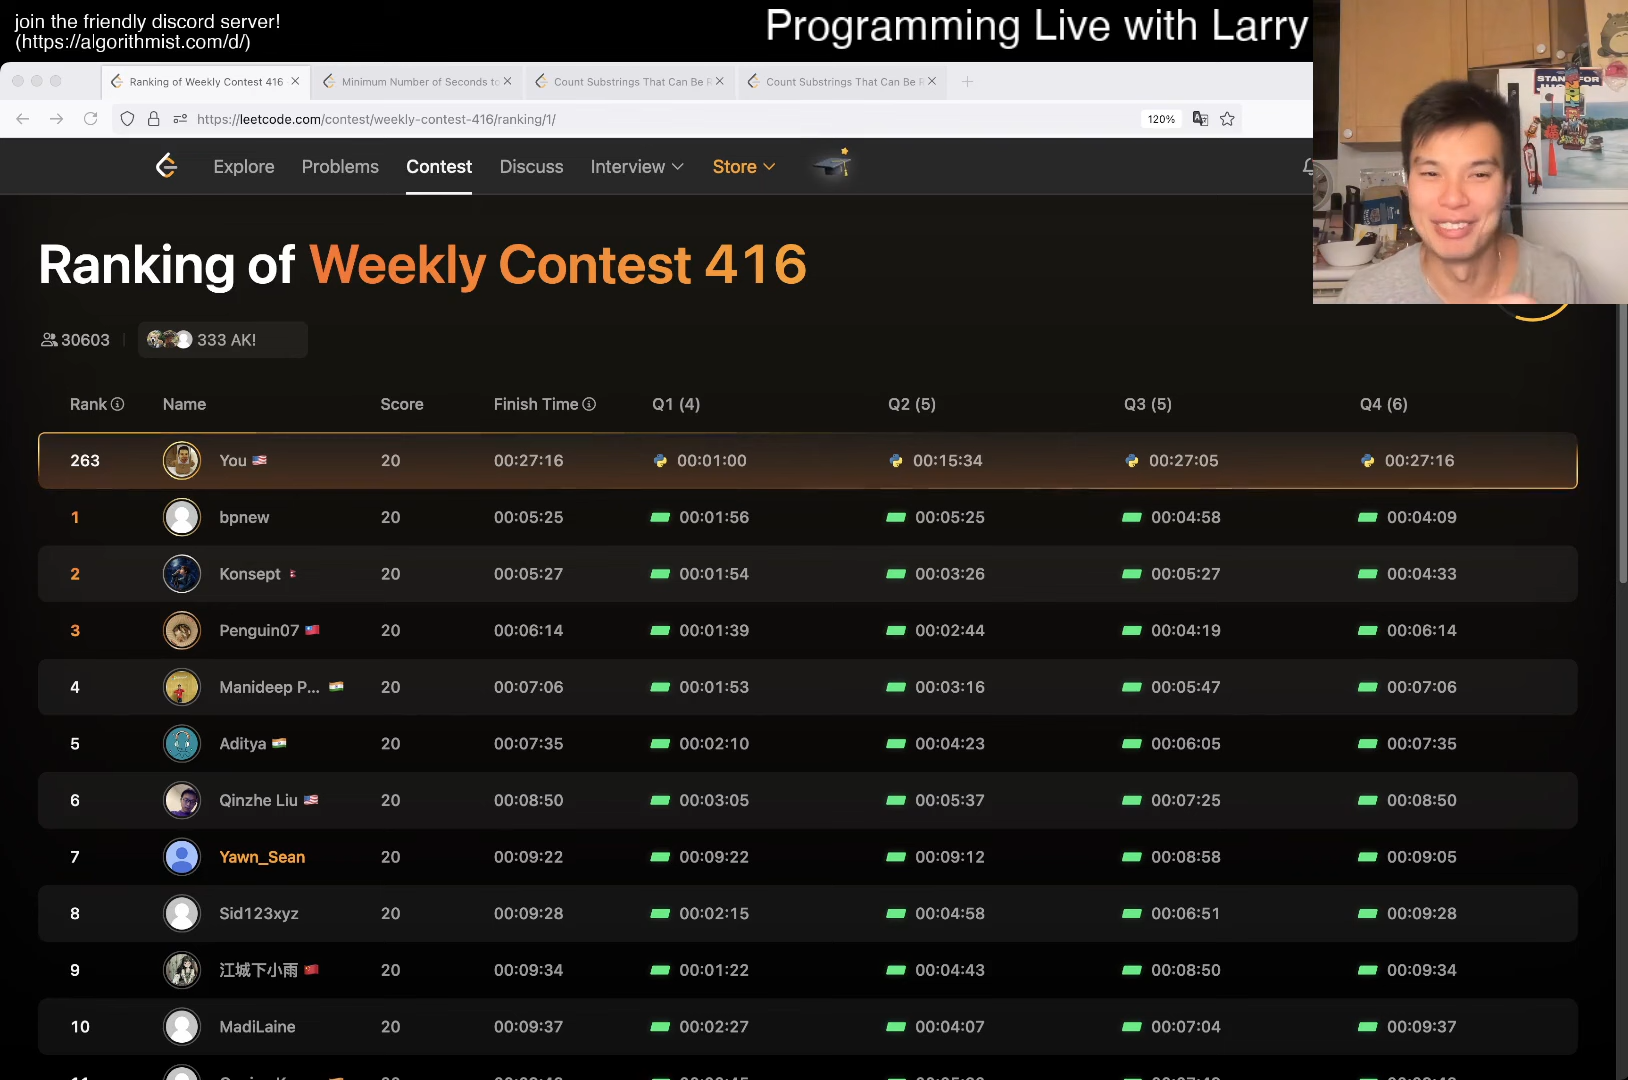 join the friendly discord server!
(https://algorithmist.com/d/)
Programming Live with Larry
Ranking of Weekly Contest 416
Minimum Number of Seconds to
Count Substrings That Can Be
Count Substrings That Can Be
https://leetcode.com/contest/weekly-contest-416/ranking/1/
120%
Explore Problems Contest Discuss Interview Store
Ranking of Weekly Contest 416
30603 333 AK!
Rank Name Score Finish Time Q1 (4) Q2 (5) Q3 (5) Q4 (6)
263 You 20 00:27:16 00:01:00 00:15:34 00:27:05 00:27:16
1 bpnew 20 00:05:25 00:01:56 00:05:25 00:04:58 00:04:09
2 Konsept 20 00:05:27 00:01:54 00:03:26 00:05:27 00:04:33
3 Penguin07 20 00:06:14 00:01:39 00:02:44 00:04:19 00:06:14
4 Manideep P... 20 00:07:06 00:01:53 00:03:16 00:05:47 00:07:06
5 Aditya 20 00:07:35 00:02:10 00:04:23 00:06:05 00:07:35
6 Qinzhe Liu 20 00:08:50 00:03:05 00:05:37 00:07:25 00:08:50
7 Yawn_Sean 20 00:09:22 00:09:22 00:09:12 00:08:58 00:09:05
8 Sid123xyz 20 00:09:28 00:02:15 00:04:58 00:06:51 00:09:28
9 江城下小雨 20 00:09:34 00:01:22 00:04:43 00:08:50 00:09:34
10 MadiLaine 20 00:09:37 00:02:27 00:04:07 00:07:04 00:09:37